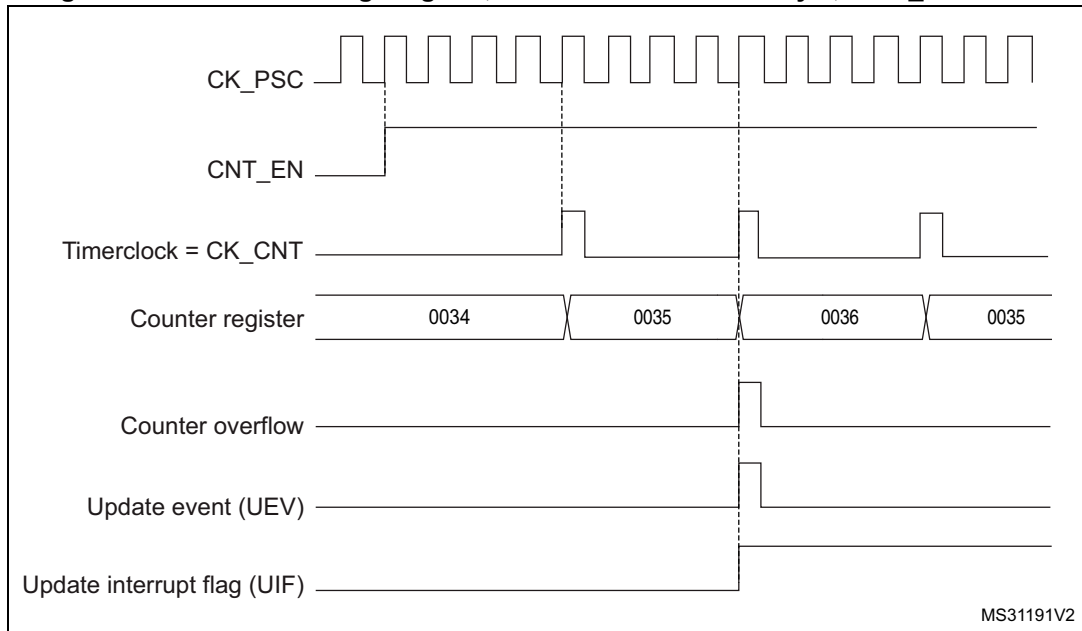 CK_PSC
CNT_EN
Timerclock = CK_CNT
Counter register
0034
0035
0036
0035
Counter overflow
Update event (UEV)
Update interrupt flag (UIF)
MS31191V2